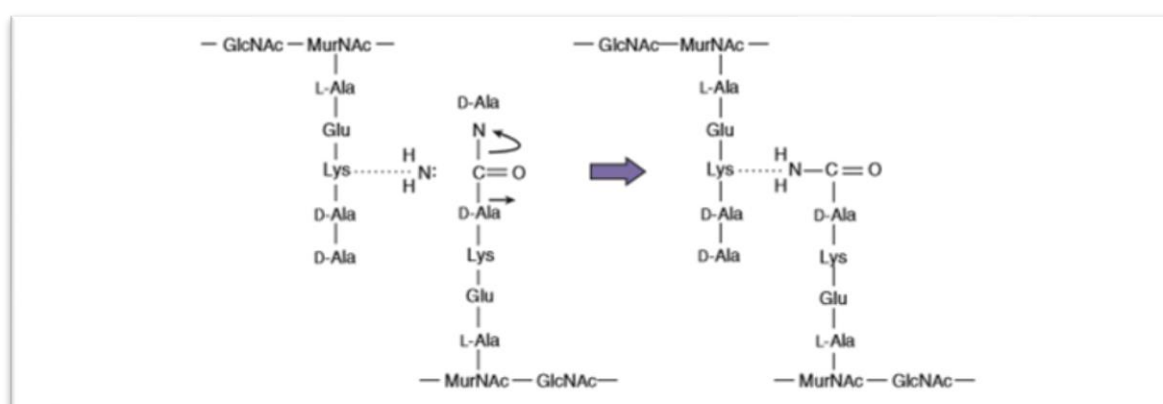 — GlcNAc — MurNAc —
L-Ala
Glu
Lys
D-Ala
D-Ala
H
N:
H
D-Ala
N
C=O
D-Ala
Lys
Glu
L-Ala
— MurNAc — GlcNAc —
— GlcNAc — MurNAc —
L-Ala
Glu
Lys
D-Ala
D-Ala
H
N—C=O
H
D-Ala
Lys
Glu
L-Ala
— MurNAc — GlcNAc —